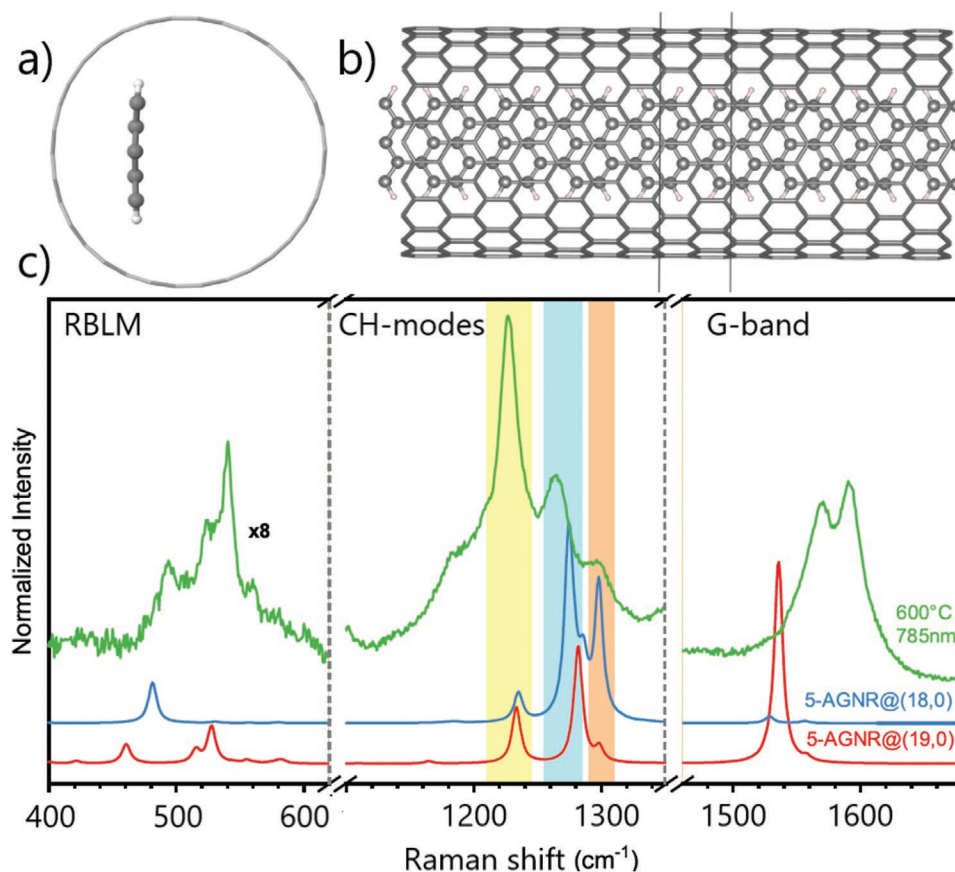 a)
b)
c)
RBLM
CH-modes
G-band
x8
600°C
785nm
5-AGNR@(18,0)
5-AGNR@(19,0)
Normalized Intensity
400
500
600
1200
1300
1500
1600
Raman shift (cm⁻¹)